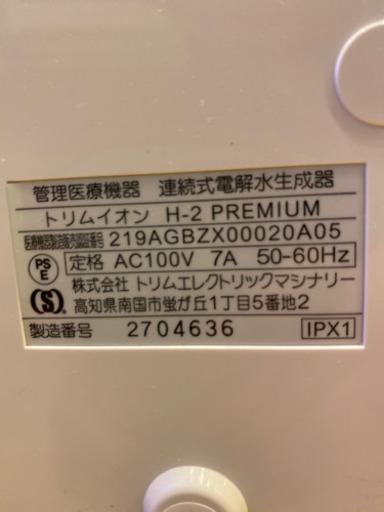 管理医療機器 連続式電解水生成器
トリムイオン H-2 PREMIUM
医療機器製造販売認証番号 219AGBZX00020A05
PSE 定格 AC100V 7A 50-60Hz
株式会社 トリムエレクトリックマシナリー
S 高知県南国市蛍が丘1丁目5番地2
製造番号 2704636 IPX1